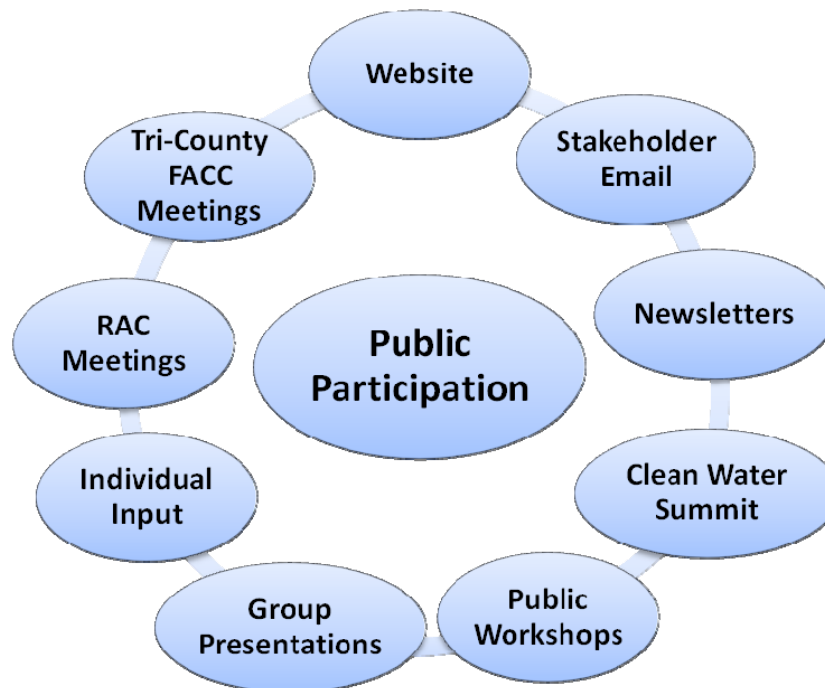 Website
Stakeholder
Email
Newsletters
Clean Water
Summit
Public
Workshops
Group
Presentations
Individual
Input
RAC
Meetings
Tri-County
FACC
Meetings
Public
Participation